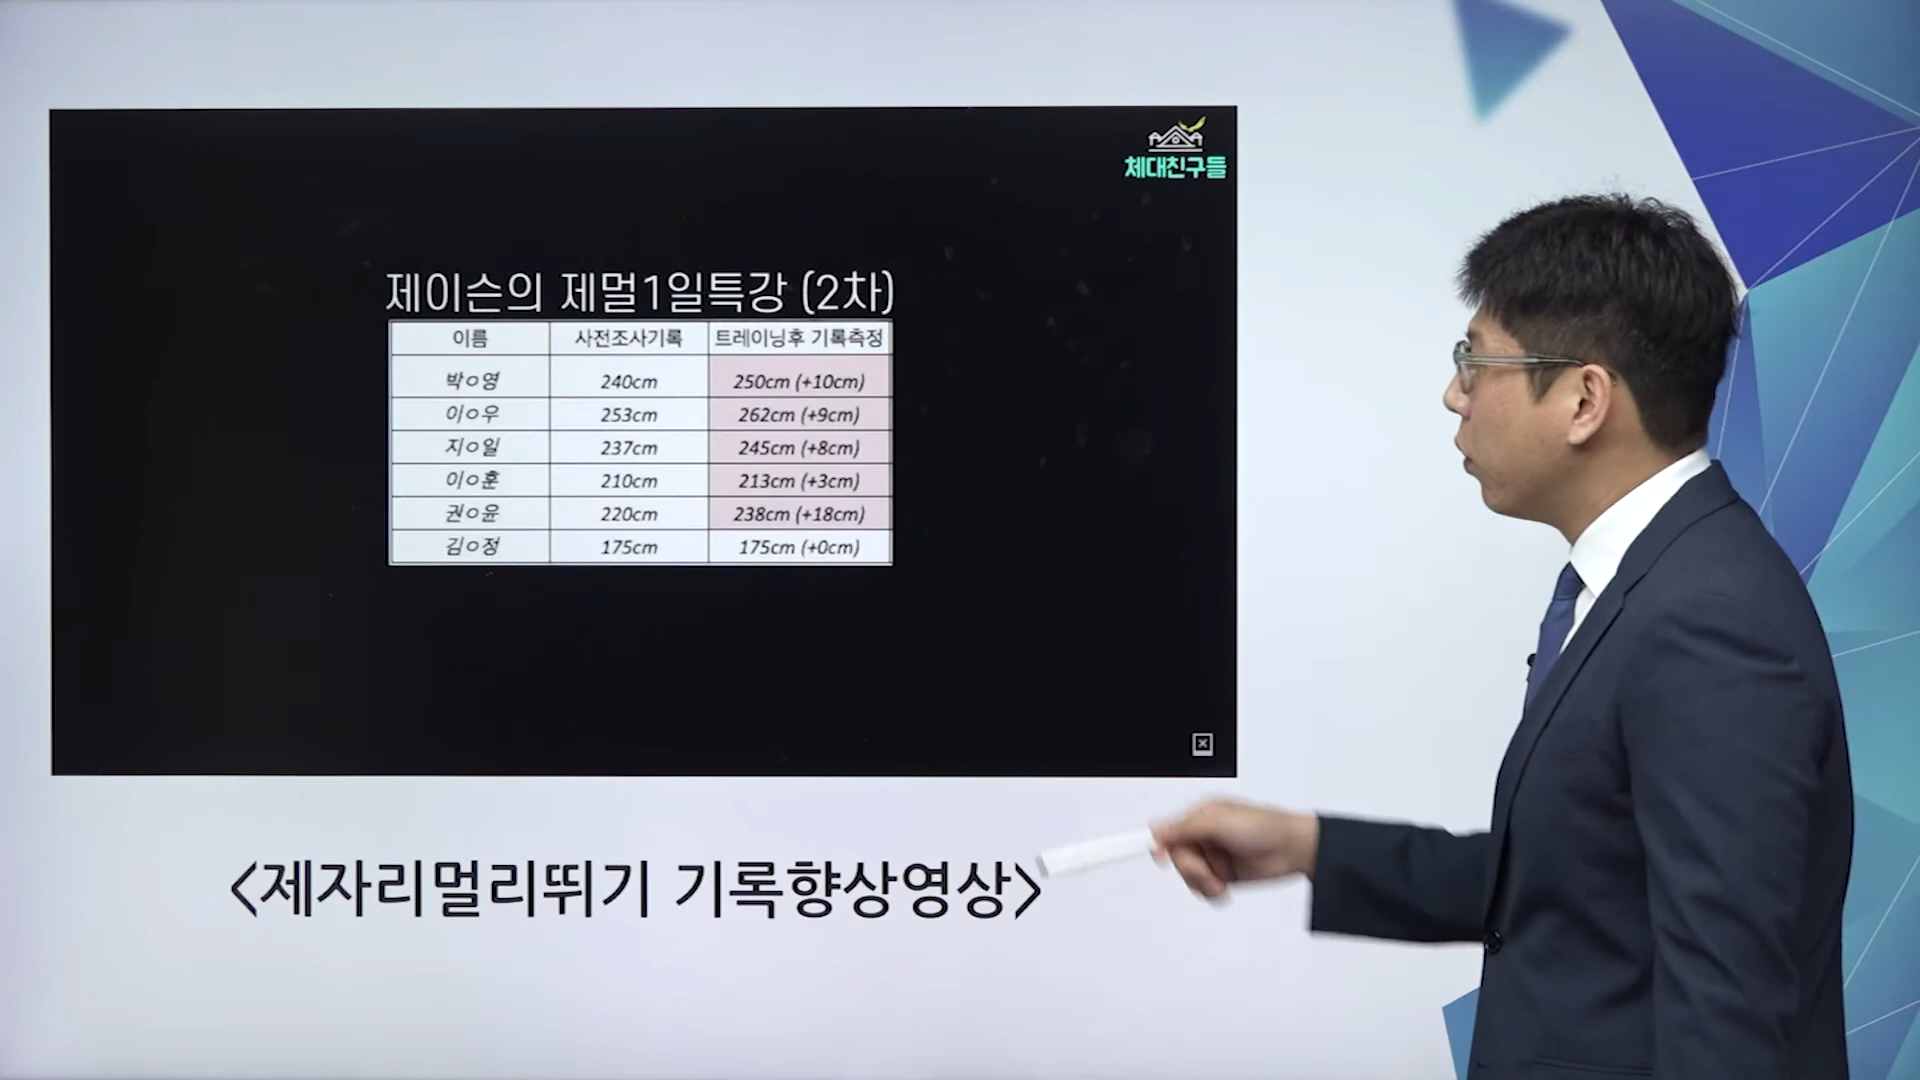 체대친구들
제이슨의 제멀1일특강 (2차)
이름 사전조사기록 트레이닝후 기록측정
박ㅇ영 240cm 250cm (+10cm)
이ㅇ우 253cm 262cm (+9cm)
지ㅇ일 237cm 245cm (+8cm)
이ㅇ훈 210cm 213cm (+3cm)
권ㅇ윤 220cm 238cm (+18cm)
김ㅇ정 175cm 175cm (+0cm)
<제자리멀리뛰기 기록향상영상>